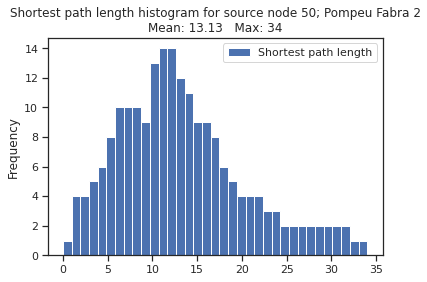 Shortest path length histogram for source node 50; Pompeu Fabra 2
Mean: 13.13   Max: 34
Shortest path length
Frequency
14
12
10
8
6
4
2
0
0 5 10 15 20 25 30 35